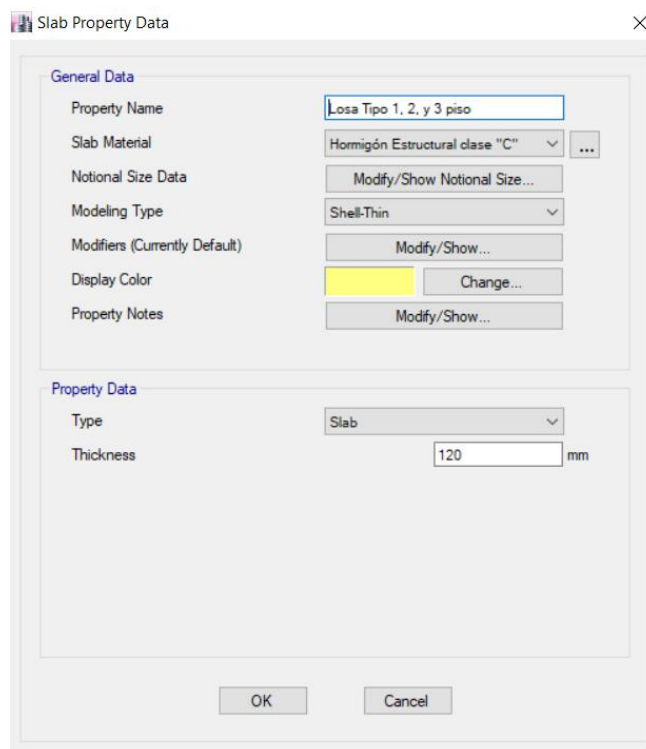 Slab Property Data
General Data
Property Name Losa Tipo 1, 2, y 3 piso
Slab Material Hormigón Estructural clase "C" ...
Notional Size Data Modify/Show Notional Size...
Modeling Type Shell-Thin
Modifiers (Currently Default) Modify/Show...
Display Color Change...
Property Notes Modify/Show...
Property Data
Type Slab
Thickness 120 mm
OK Cancel